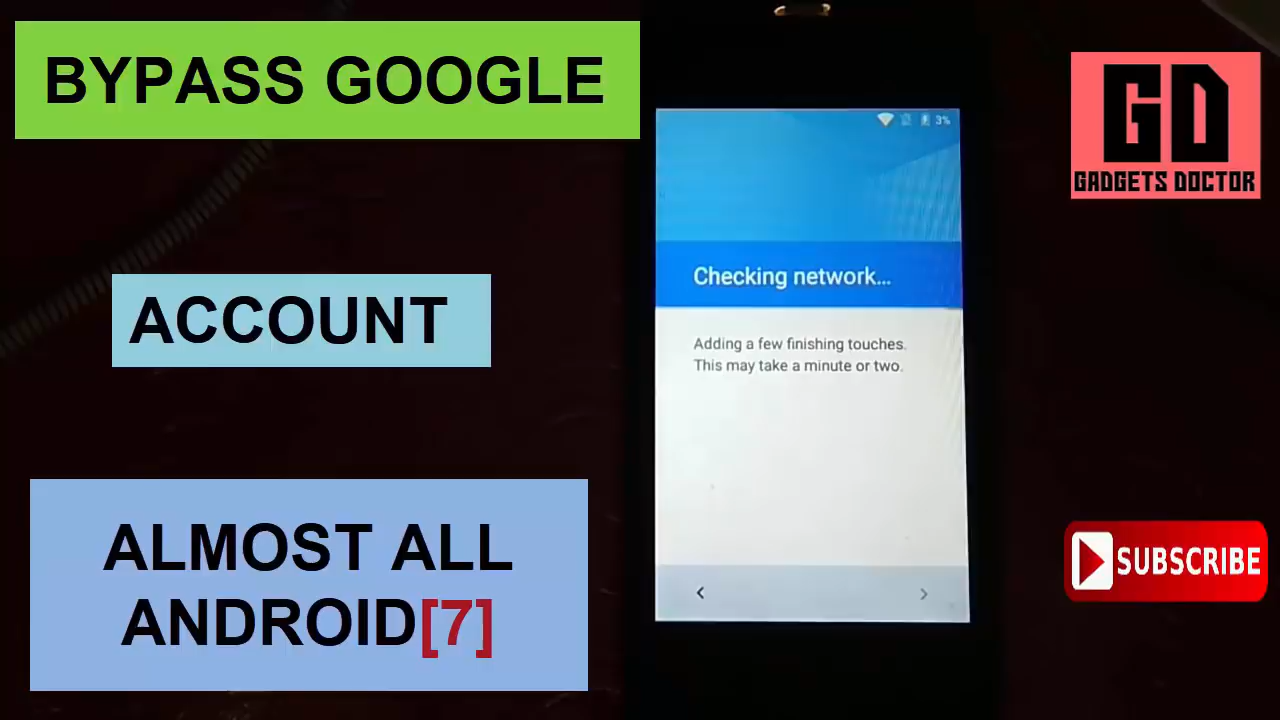 BYPASS GOOGLE
ACCOUNT
ALMOST ALL
ANDROID[7]
3%
Checking network...
Adding a few finishing touches.
This may take a minute or two.
GD
GADGETS DOCTOR
SUBSCRIBE